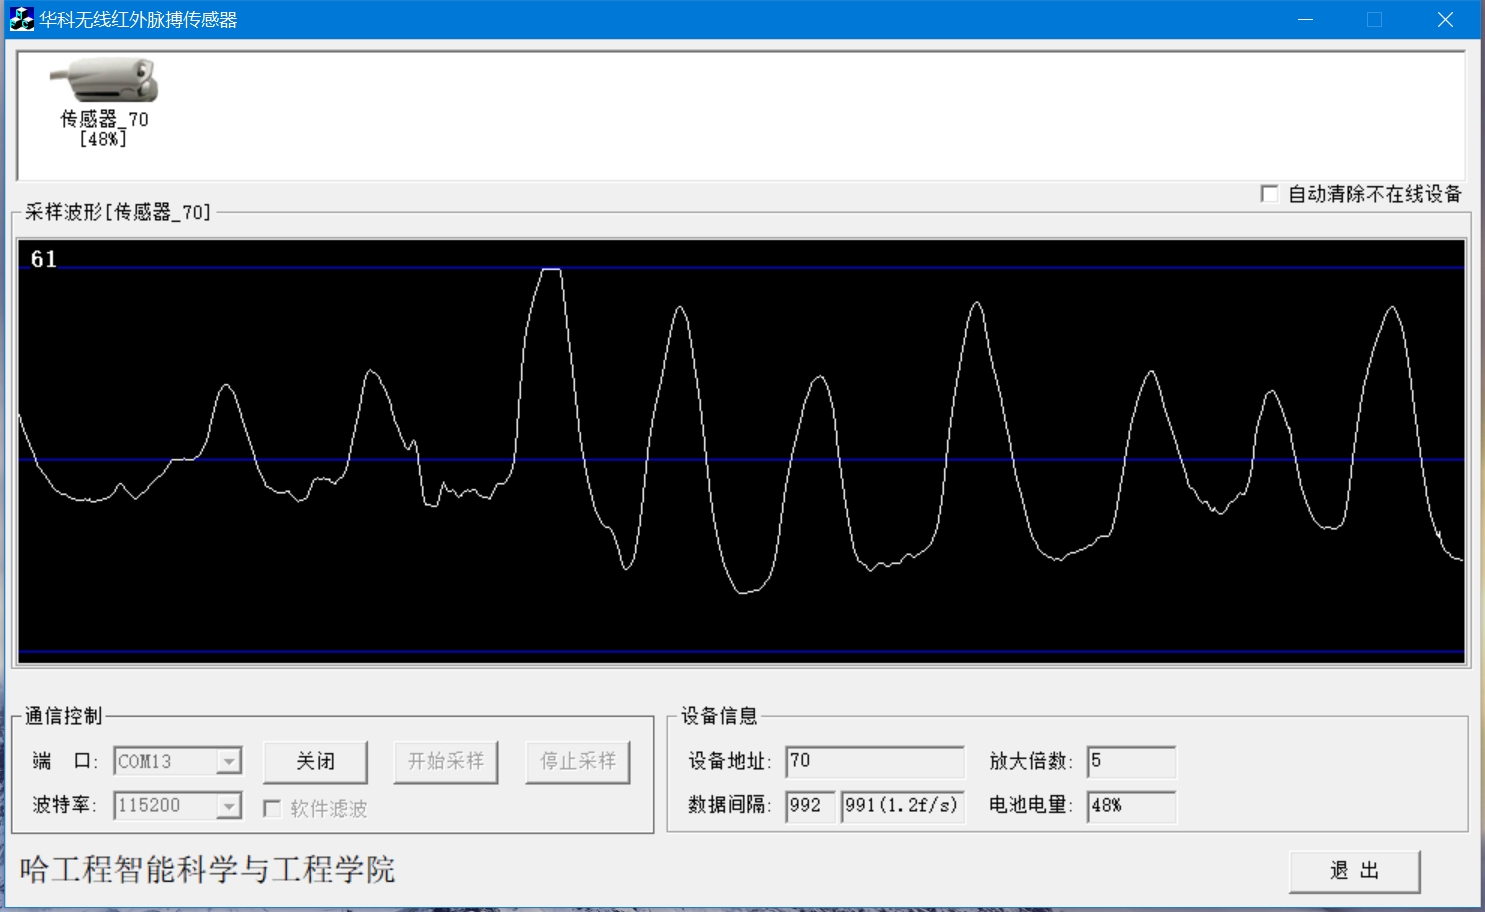 华科无线红外脉搏传感器
传感器_70
[48%]
自动清除不在线设备
采样波形[传感器_70]
61
通信控制
端 口: COM13 关闭 开始采样 停止采样
波特率: 115200 软件滤波
设备信息
设备地址: 70 放大倍数: 5
数据间隔: 992 991(1.2f/s) 电池电量: 48%
哈工程智能科学与工程学院
退 出